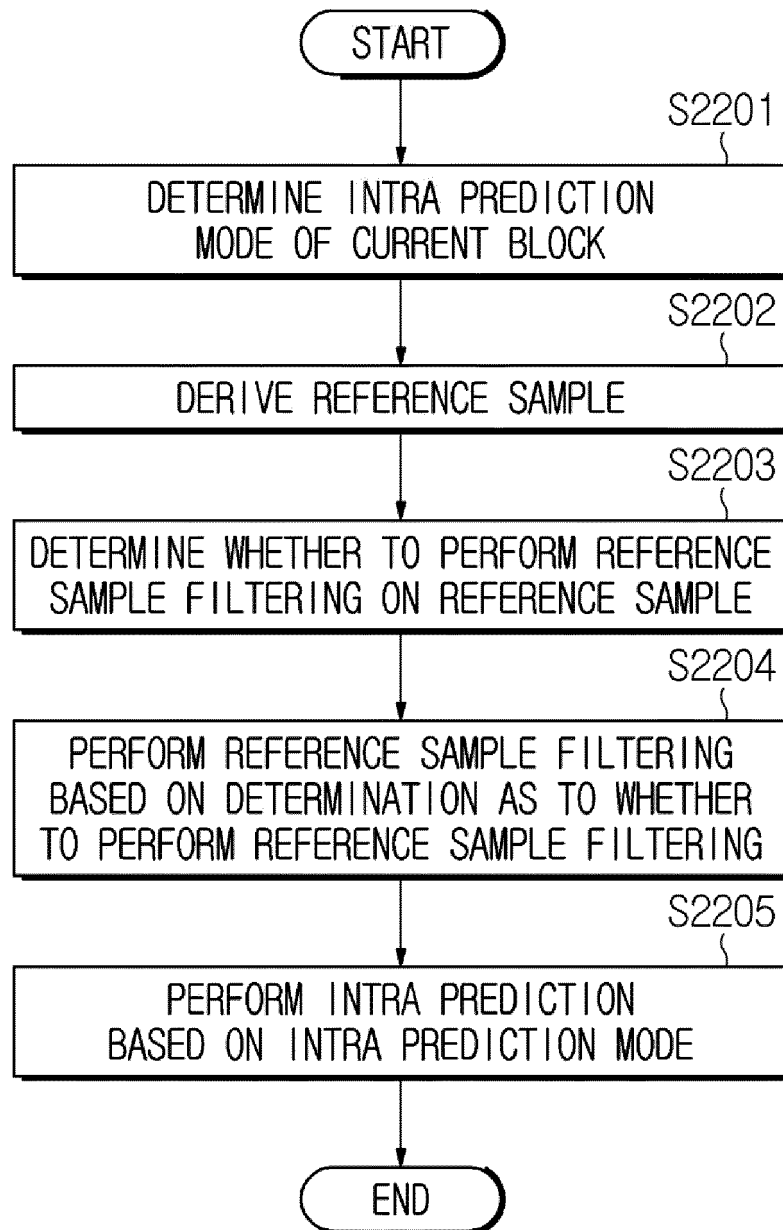 START
S2201
DETERMINE INTRA PREDICTION
MODE OF CURRENT BLOCK
S2202
DERIVE REFERENCE SAMPLE
S2203
DETERMINE WHETHER TO PERFORM REFERENCE
SAMPLE FILTERING ON REFERENCE SAMPLE
S2204
PERFORM REFERENCE SAMPLE FILTERING
BASED ON DETERMINATION AS TO WHETHER
TO PERFORM REFERENCE SAMPLE FILTERING
S2205
PERFORM INTRA PREDICTION
BASED ON INTRA PREDICTION MODE
END